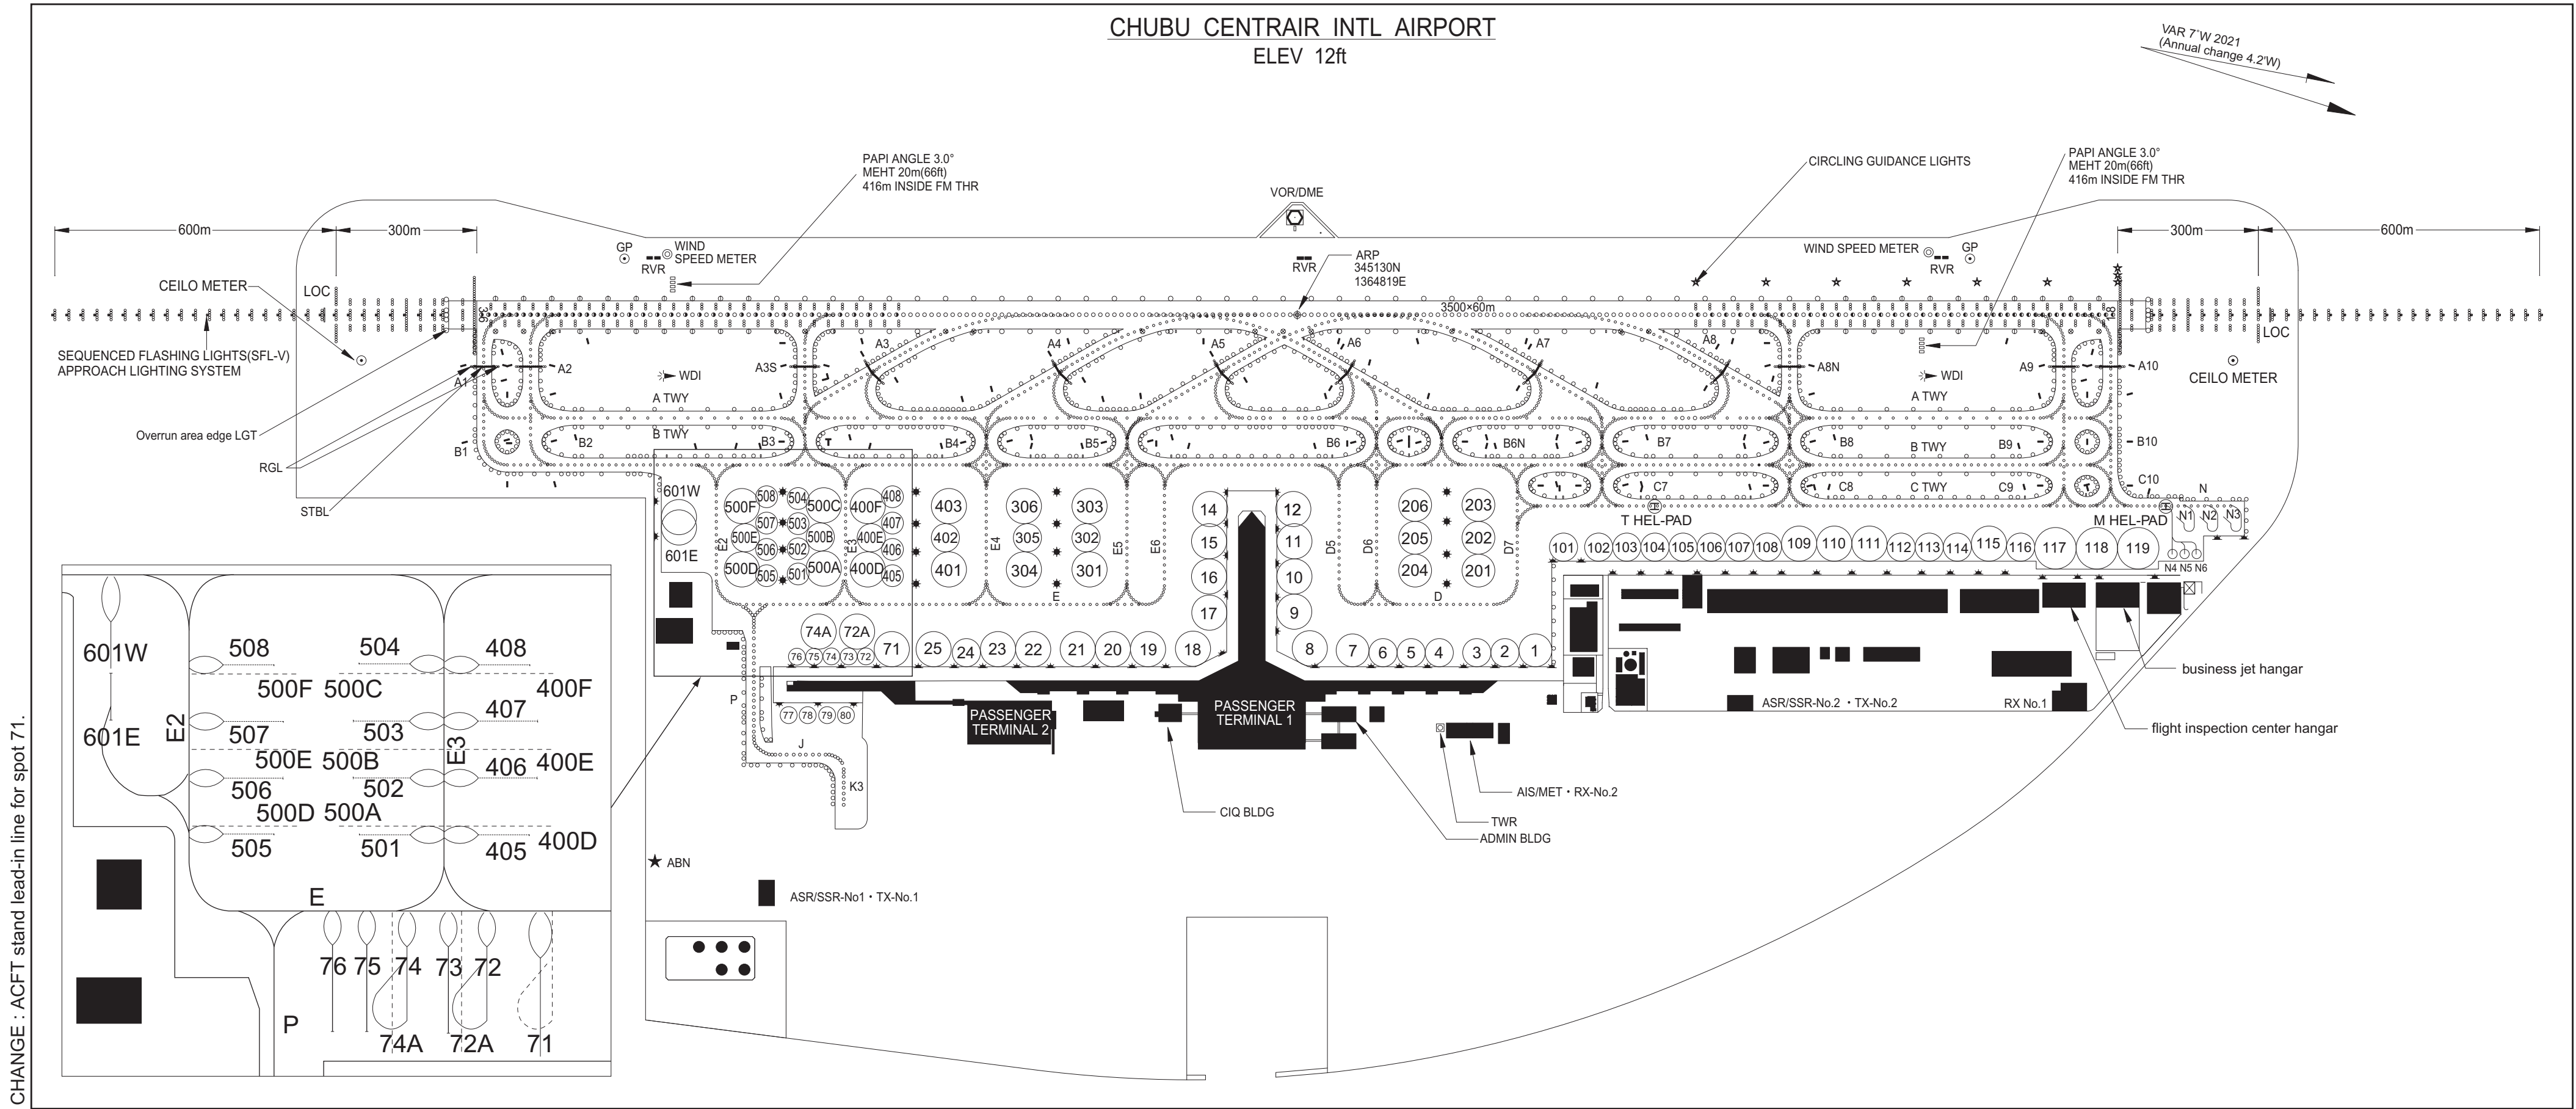 CHUBU CENTRAIR INTL AIRPORT
ELEV 12ft
VAR 7°W 2021
(Annual change 4.2'W)
PAPI ANGLE 3.0°
MEHT 20m(66ft)
416m INSIDE FM THR
CIRCLING GUIDANCE LIGHTS
PAPI ANGLE 3.0°
MEHT 20m(66ft)
416m INSIDE FM THR
VOR/DME
600m
300m
300m
600m
GP
WIND
SPEED METER
RVR
RVR
ARP
345130N
1364819E
WIND SPEED METER
GP
RVR
CEILO METER
LOC
36
3500×60m
18
LOC
SEQUENCED FLASHING LIGHTS(SFL-V)
APPROACH LIGHTING SYSTEM
CEILO METER
A1
A2
A3S
A3
A4
A5
A6
A7
A8
A8N
A9
A10
WDI
WDI
A TWY
A TWY
Overrun area edge LGT
RGL
STBL
B1
B2
B TWY
B3
B4
B5
B6
B6N
B7
B8
B TWY
B9
B10
C7
C8
C TWY
C9
C10
N
T HEL-PAD
M HEL-PAD
N1
N2
N3
N4
N5
N6
601W
601E
E2
500F
508
504
500C
400F
408
507
503
407
500E
506
502
500B
400E
406
500D
505
501
500A
400D
405
E3
403
402
401
E4
306
305
304
303
302
301
E5
E6
E
14
15
16
17
12
11
10
9
D5
D6
206
205
204
203
202
201
D7
D
101
102
103
104
105
106
107
108
109
110
111
112
113
114
115
116
117
118
119
74A
72A
76
75
74
73
72
71
25
24
23
22
21
20
19
18
8
7
6
5
4
3
2
1
P
77
78
79
80
J
K3
PASSENGER
TERMINAL 2
PASSENGER
TERMINAL 1
CIQ BLDG
AIS/MET・RX-No.2
TWR
ADMIN BLDG
ASR/SSR-No.2・TX-No.2
RX No.1
business jet hangar
flight inspection center hangar
ABN
ASR/SSR-No1・TX-No.1
601W
601E
E2
508
504
408
500F
500C
400F
507
503
407
500E
500B
E3
406
400E
506
502
500D
500A
505
501
405
400D
E
P
76
75
74
73
72
74A
72A
71
CHANGE : ACFT stand lead-in line for spot 71.